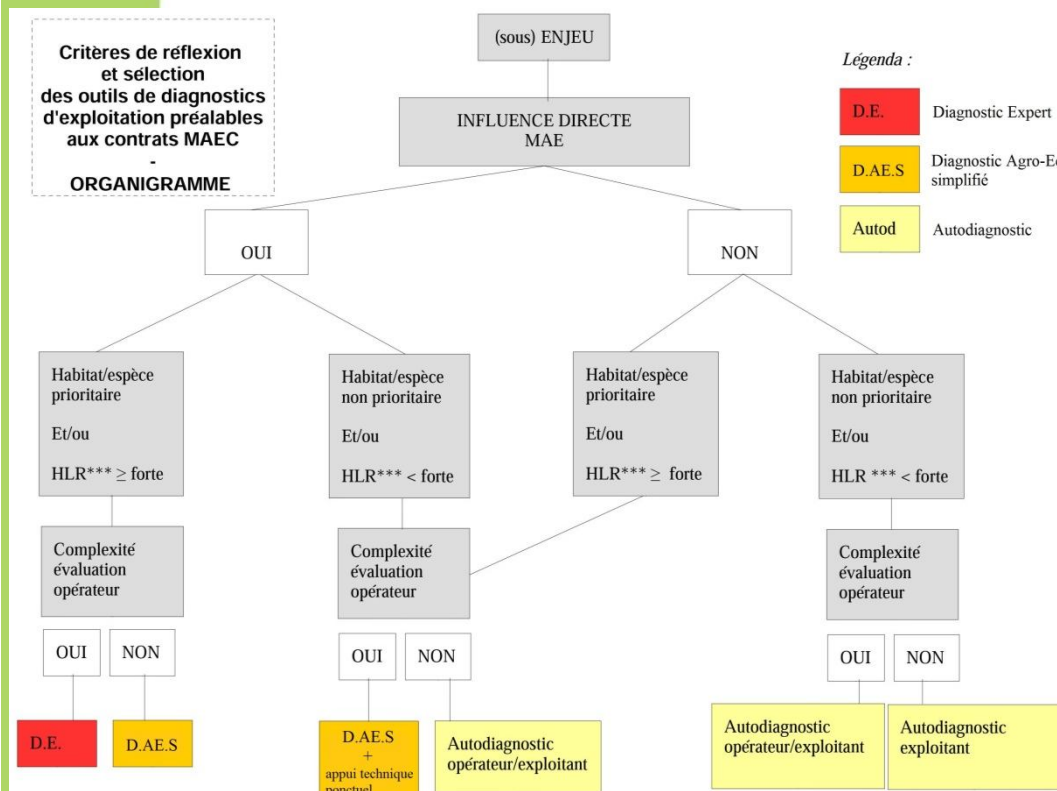 Critères de réflexion
et sélection
des outils de diagnostics
d'exploitation préalables
aux contrats MAEC
-
ORGANIGRAMME
(sous) ENJEU
INFLUENCE DIRECTE
MAE
Légenda :
D.E.
Diagnostic Expert
D.AE.S
Diagnostic
simplifié
Autod
Autodiagnostic
OUI
NON
Habitat/espèce
prioritaire
Et/ou
HLR*** ≥ forte
Habitat/espèce
non prioritaire
Et/ou
HLR*** < forte
Habitat/espèce
prioritaire
Et/ou
HLR*** ≥ forte
Habitat/espèce
non prioritaire
Et/ou
HLR *** < forte
Complexité
évaluation
opérateur
Complexité
évaluation
opérateur
Complexité
évaluation
opérateur
OUI
NON
OUI
NON
OUI
NON
D.E.
D.AE.S
D.AE.S
+
appui technique
ponctuel
Autodiagnostic
opérateur/exploitant
Autodiagnostic
opérateur/exploitant
Autodiagnostic
exploitant